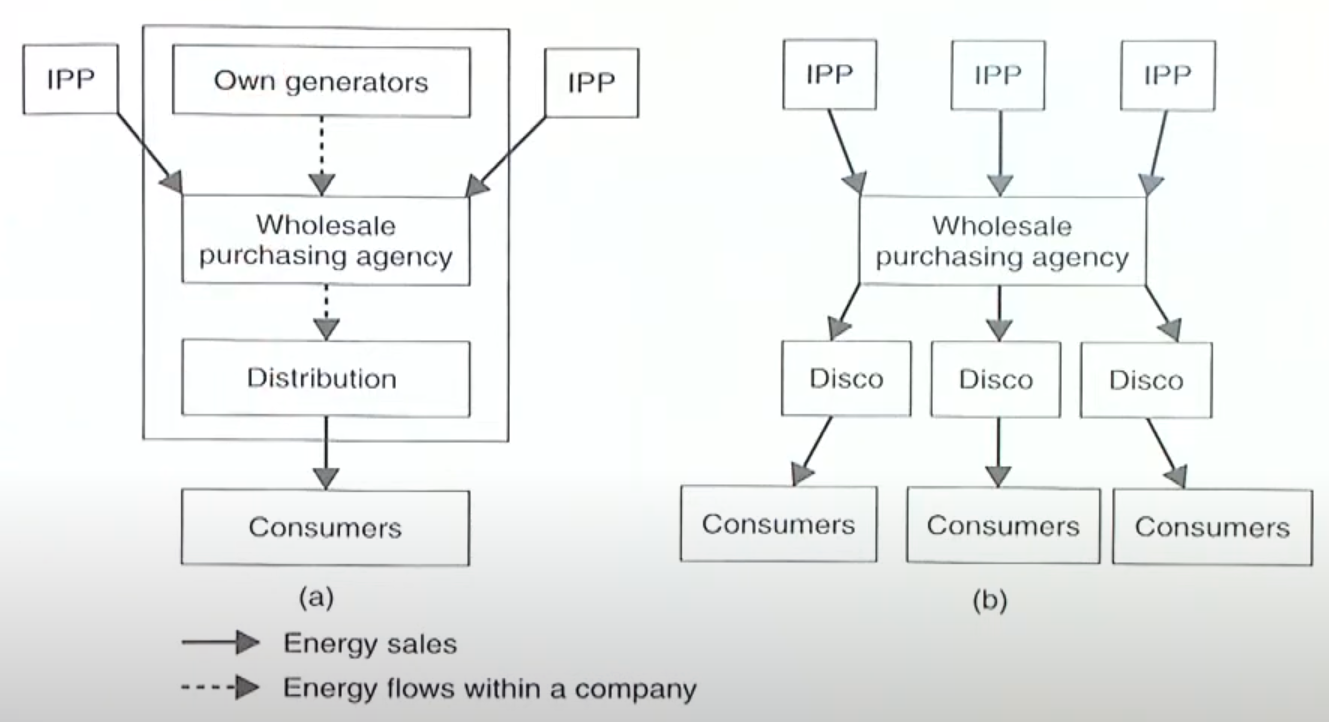 IPP
Own generators
IPP
Wholesale
purchasing agency
Distribution
Consumers
(a)
IPP
IPP
IPP
Wholesale
purchasing agency
Disco
Disco
Disco
Consumers
Consumers
Consumers
(b)
Energy sales
Energy flows within a company